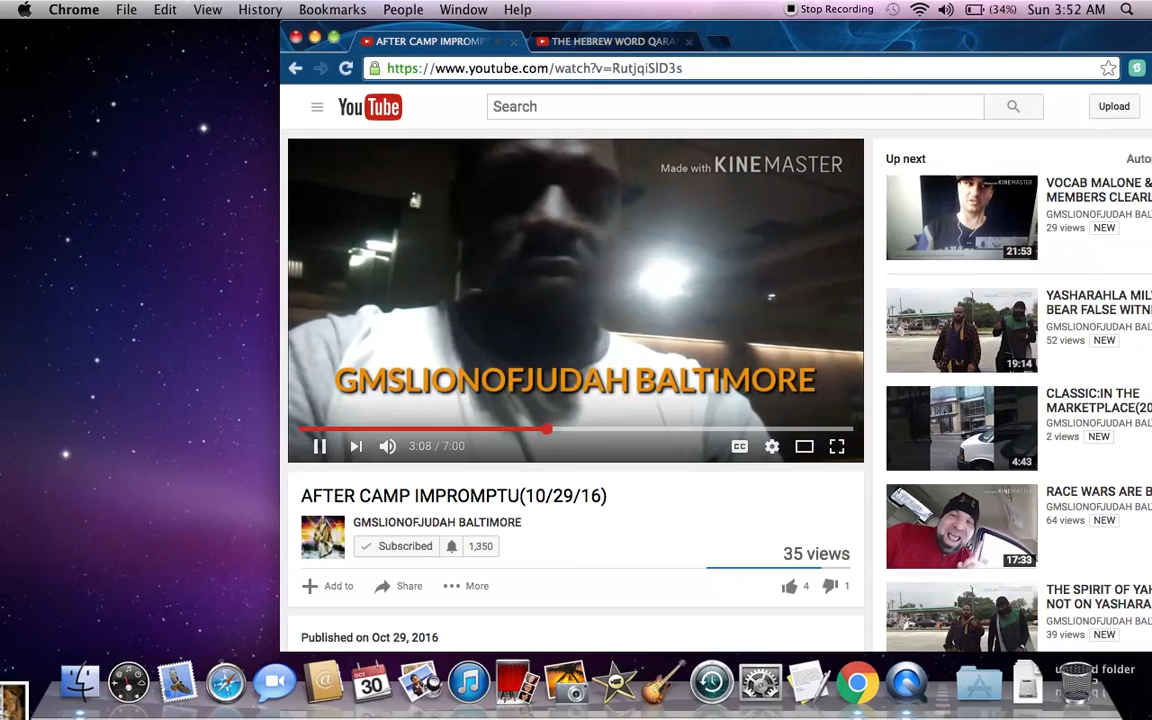 Chrome File Edit View History Bookmarks People Window Help Stop Recording (34%) Sun 3:52 AM
AFTER CAMP IMPROMPT THE HEBREW WORD QARA
https://www.youtube.com/watch?v=RutjqiSlD3s
YouTube Search Upload
Made with KINEMASTER
GMSLIONOFJUDAH BALTIMORE
3:08 / 7:00 CC
AFTER CAMP IMPROMPTU(10/29/16)
GMSLIONOFJUDAH BALTIMORE
Subscribed 1,350
35 views
Add to Share More 4 1
Published on Oct 29, 2016
Up next Auto
VOCAB MALONE &
MEMBERS CLEARL
GMSLIONOFJUDAH BAL
29 views NEW
21:53
YASHARAHLA MIL
BEAR FALSE WITN
GMSLIONOFJUDAH BAL
52 views NEW
19:14
CLASSIC:IN THE
MARKETPLACE(20
GMSLIONOFJUDAH BAL
2 views NEW
4:43
RACE WARS ARE B
GMSLIONOFJUDAH BAL
64 views NEW
17:33
THE SPIRIT OF YAH
NOT ON YASHARA
GMSLIONOFJUDAH BAL
39 views NEW
OCT
30
untitled folder